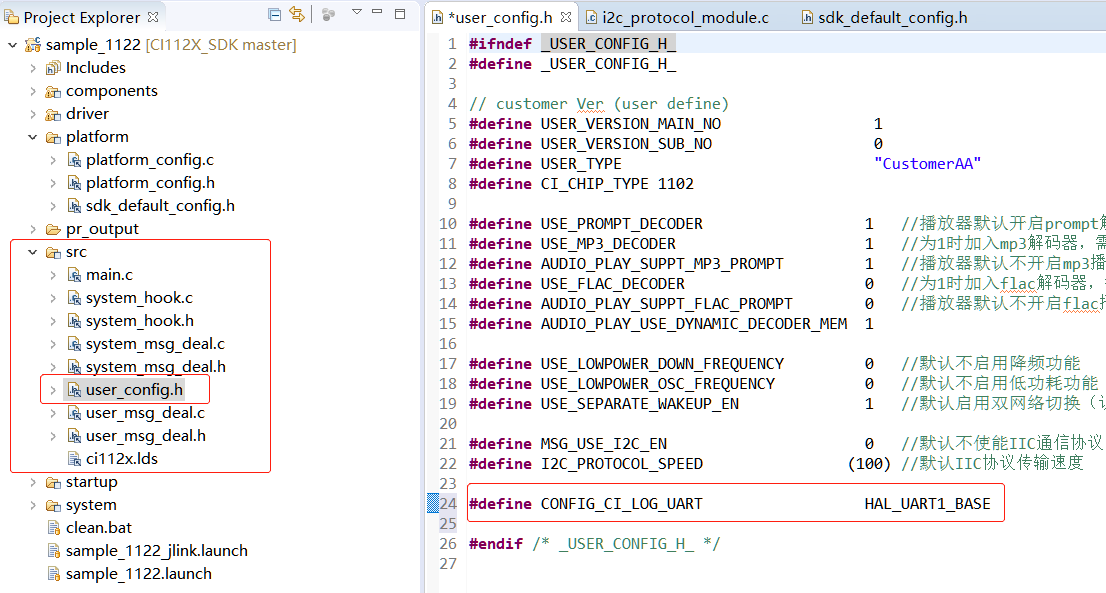 Project Explorer
sample_1122 [CI112X_SDK master]
Includes
components
driver
platform
platform_config.c
platform_config.h
sdk_default_config.h
pr_output
src
main.c
system_hook.c
system_hook.h
system_msg_deal.c
system_msg_deal.h
user_config.h
user_msg_deal.c
user_msg_deal.h
ci112x.lds
startup
system
clean.bat
sample_1122_jlink.launch
sample_1122.launch
*user_config.h i2c_protocol_module.c sdk_default_config.h
1 #ifndef _USER_CONFIG_H_
2 #define _USER_CONFIG_H_
3
4 // customer Ver (user define)
5 #define USER_VERSION_MAIN_NO 1
6 #define USER_VERSION_SUB_NO 0
7 #define USER_TYPE "CustomerAA"
8 #define CI_CHIP_TYPE 1102
9
10 #define USE_PROMPT_DECODER 1 //播放器默认开启prompt
11 #define USE_MP3_DECODER 1 //为1时加入mp3解码器,需
12 #define AUDIO_PLAY_SUPPT_MP3_PROMPT 1 //播放器默认不开启mp3播
13 #define USE_FLAC_DECODER 0 //为1时加入flac解码器,
14 #define AUDIO_PLAY_SUPPT_FLAC_PROMPT 0 //播放器默认不开启flac
15 #define AUDIO_PLAY_USE_DYNAMIC_DECODER_MEM 1
16
17 #define USE_LOWPOWER_DOWN_FREQUENCY 0 //默认不启用降频功能
18 #define USE_LOWPOWER_OSC_FREQUENCY 0 //默认不启用低功耗功能
19 #define USE_SEPARATE_WAKEUP_EN 1 //默认启用双网络切换(
20
21 #define MSG_USE_I2C_EN 0 //默认不使能IIC通信协议
22 #define I2C_PROTOCOL_SPEED (100) //默认IIC协议传输速度
23
24 #define CONFIG_CI_LOG_UART HAL_UART1_BASE
25
26 #endif /* _USER_CONFIG_H_ */
27